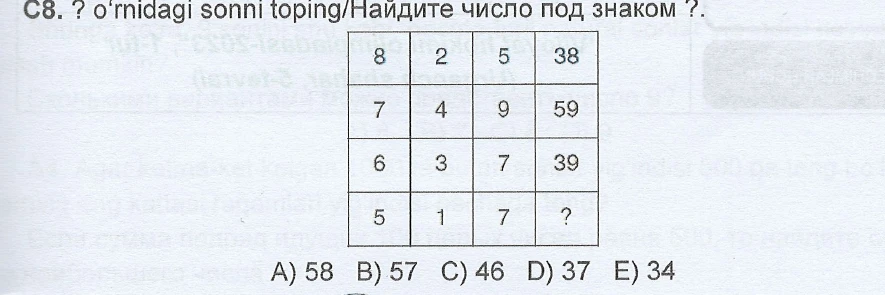 C8. ? o'rnidagi sonni toping/Найдите число под знаком ?.
8 2 5 38
7 4 9 59
6 3 7 39
5 1 7 ?
A) 58 B) 57 C) 46 D) 37 E) 34